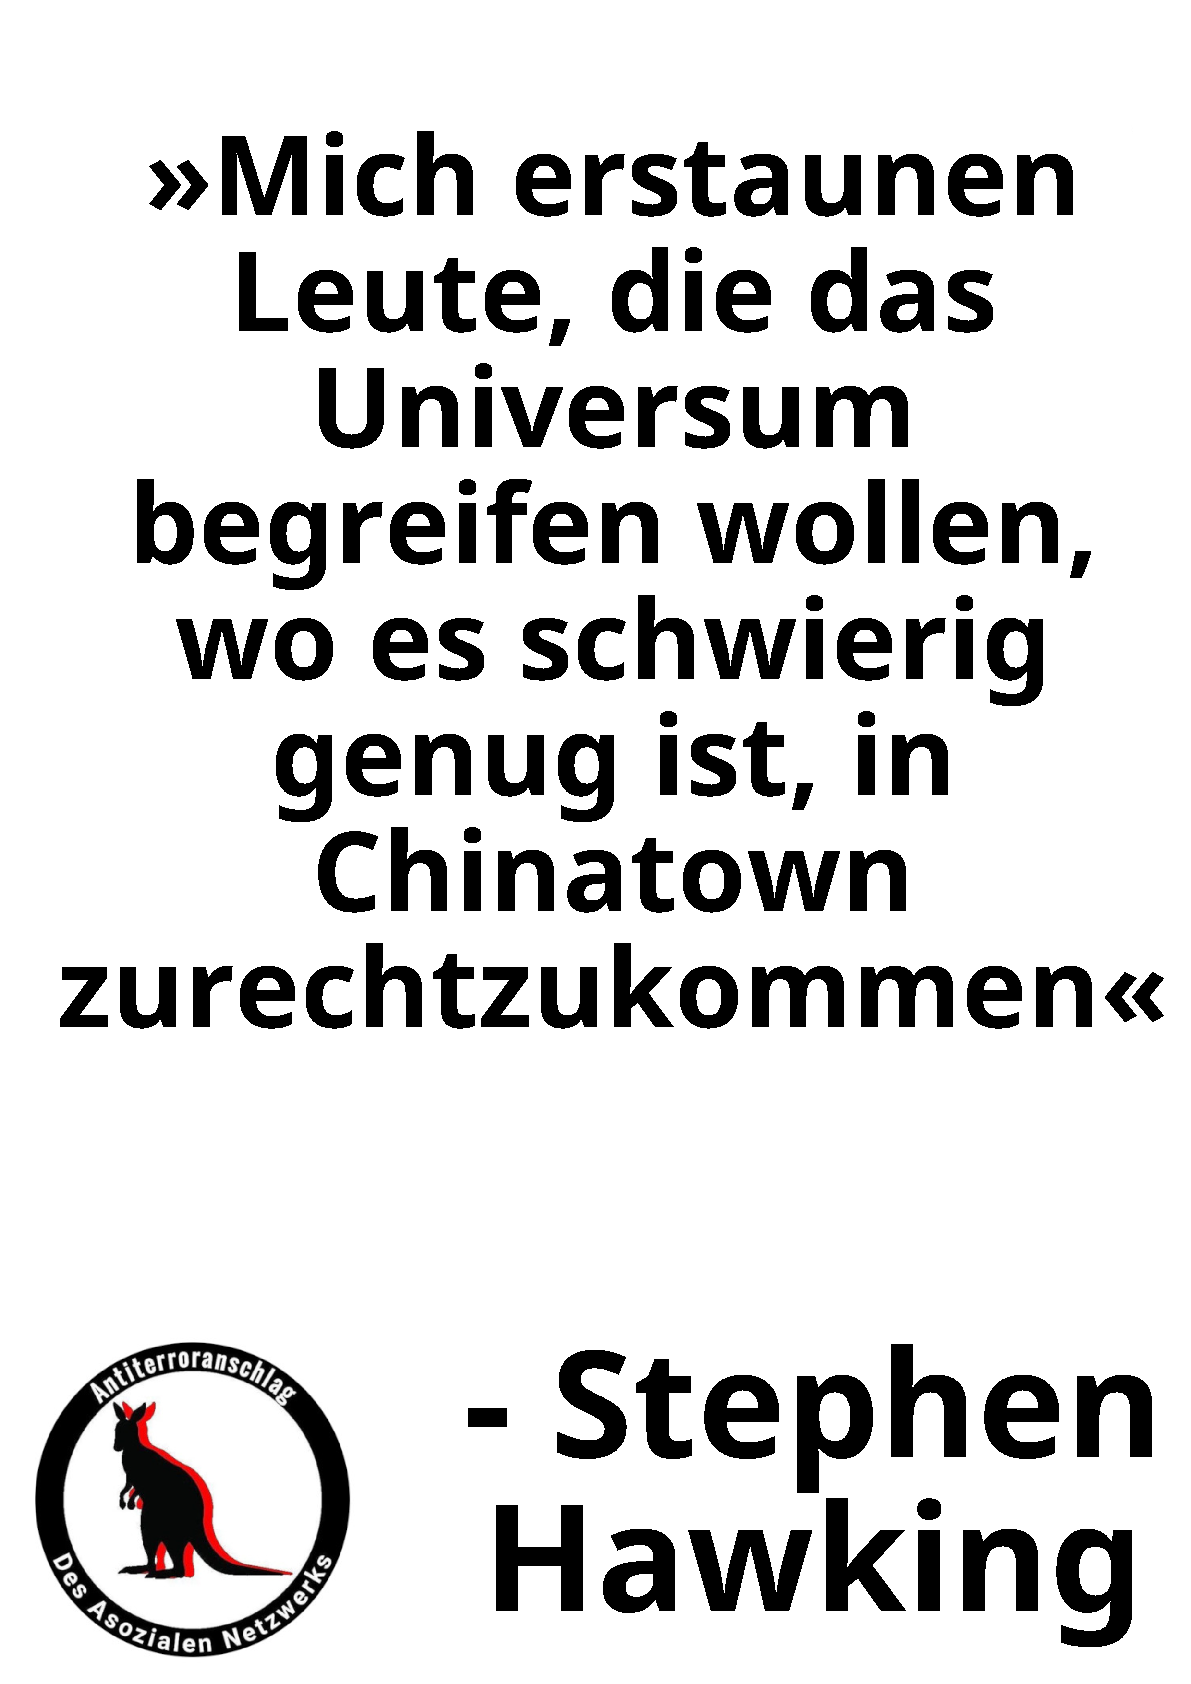 »Mich erstaunen
Leute, die das
Universum
begreifen wollen,
wo es schwierig
genug ist, in
Chinatown
zurechtzukommen«
- Stephen
Hawking
Antiterroranschlag
Des Asozialen Netzwerks